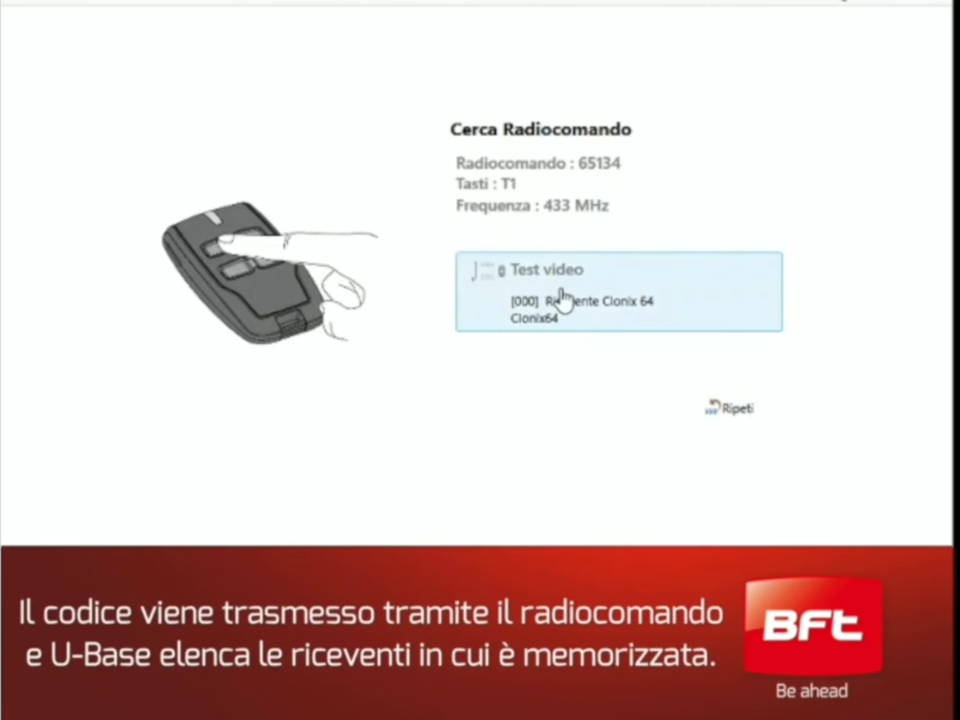 Cerca Radiocomando
Radiocomando : 65134
Tasti : T1
Frequenza : 433 MHz
Test video
[000] Clonix 64
Clonix64
Ripeti
Il codice viene trasmesso tramite il radiocomando
e U-Base elenca le riceventi in cui è memorizzata.
BFt
Be ahead